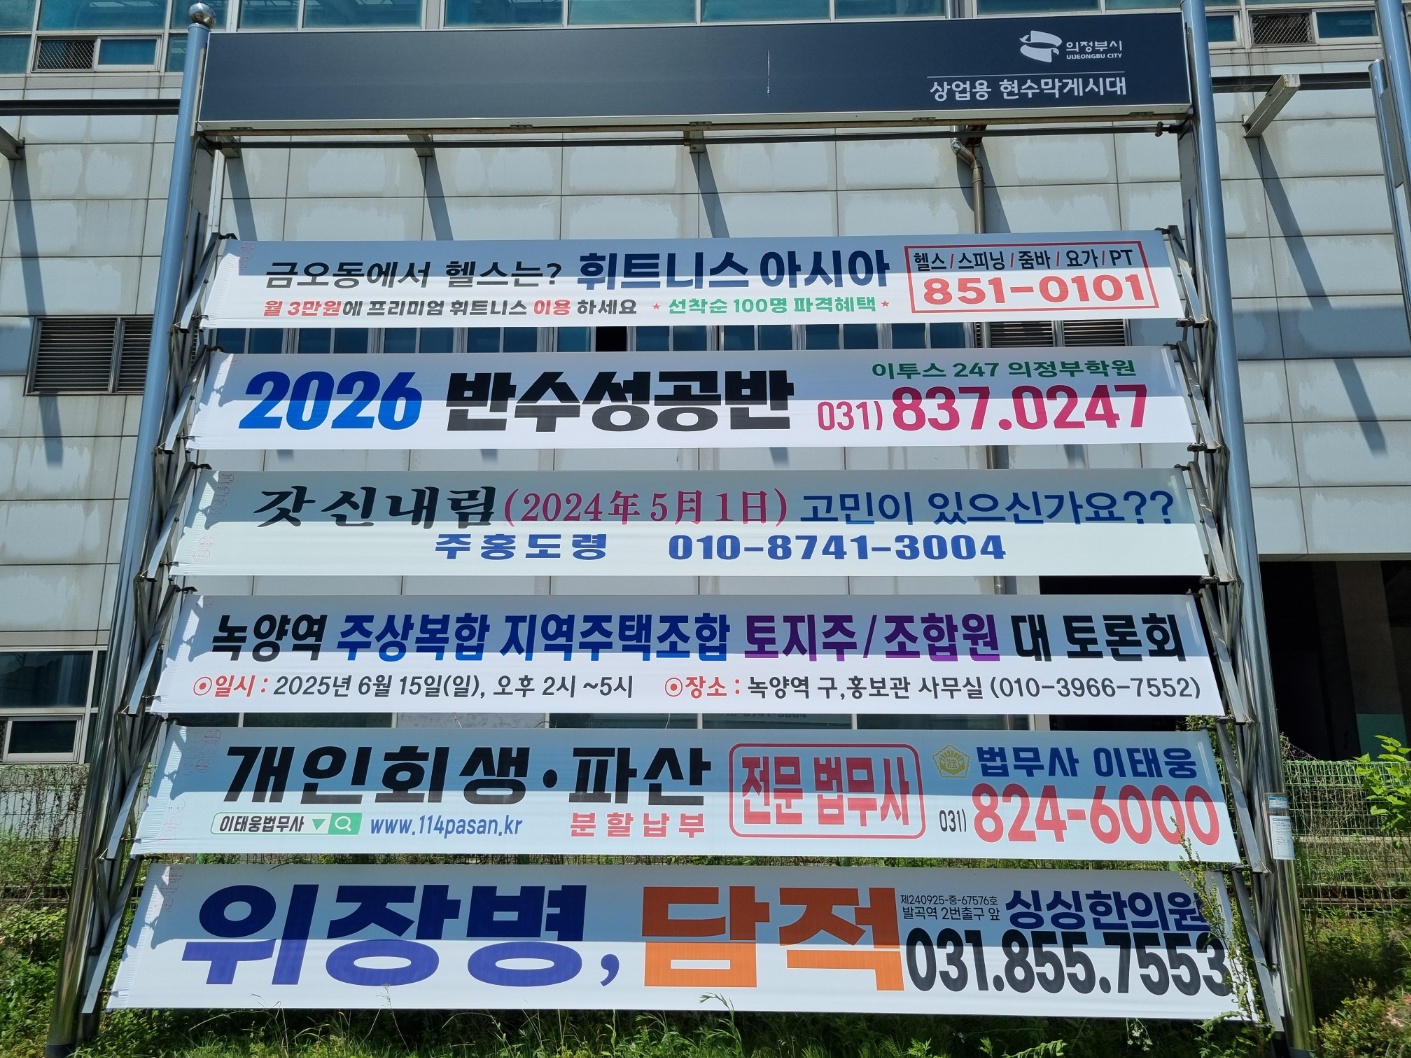 의정부시
UIJEONGBU CITY
상업용 현수막게시대
금오동에서 헬스는? 휘트니스 아시아
헬스/스피닝/줌바/요가/PT
851-0101
월 3만원에 프리미엄 휘트니스 이용 하세요 * 선착순 100명 파격혜택 *
2026 반수성공반
이투스 247 의정부학원
031) 837.0247
갓 신내림(2024年 5月 1日) 고민이 있으신가요??
주홍도령 010-8741-3004
녹양역 주상복합 지역주택조합 토지주/조합원 대 토론회
⊙일시 : 2025년 6월 15일(일), 오후 2시 ~5시 ⊙장소 : 녹양역 구,홍보관 사무실 (010-3966-7552)
개인회생·파산
전문 법무사
법무사 이태웅
이태웅법무사
www.114pasan.kr
분할납부
031) 824-6000
위장병, 담적
제240925-중-67576호
발곡역 2번출구 앞
싱싱한의원
031.855.7553